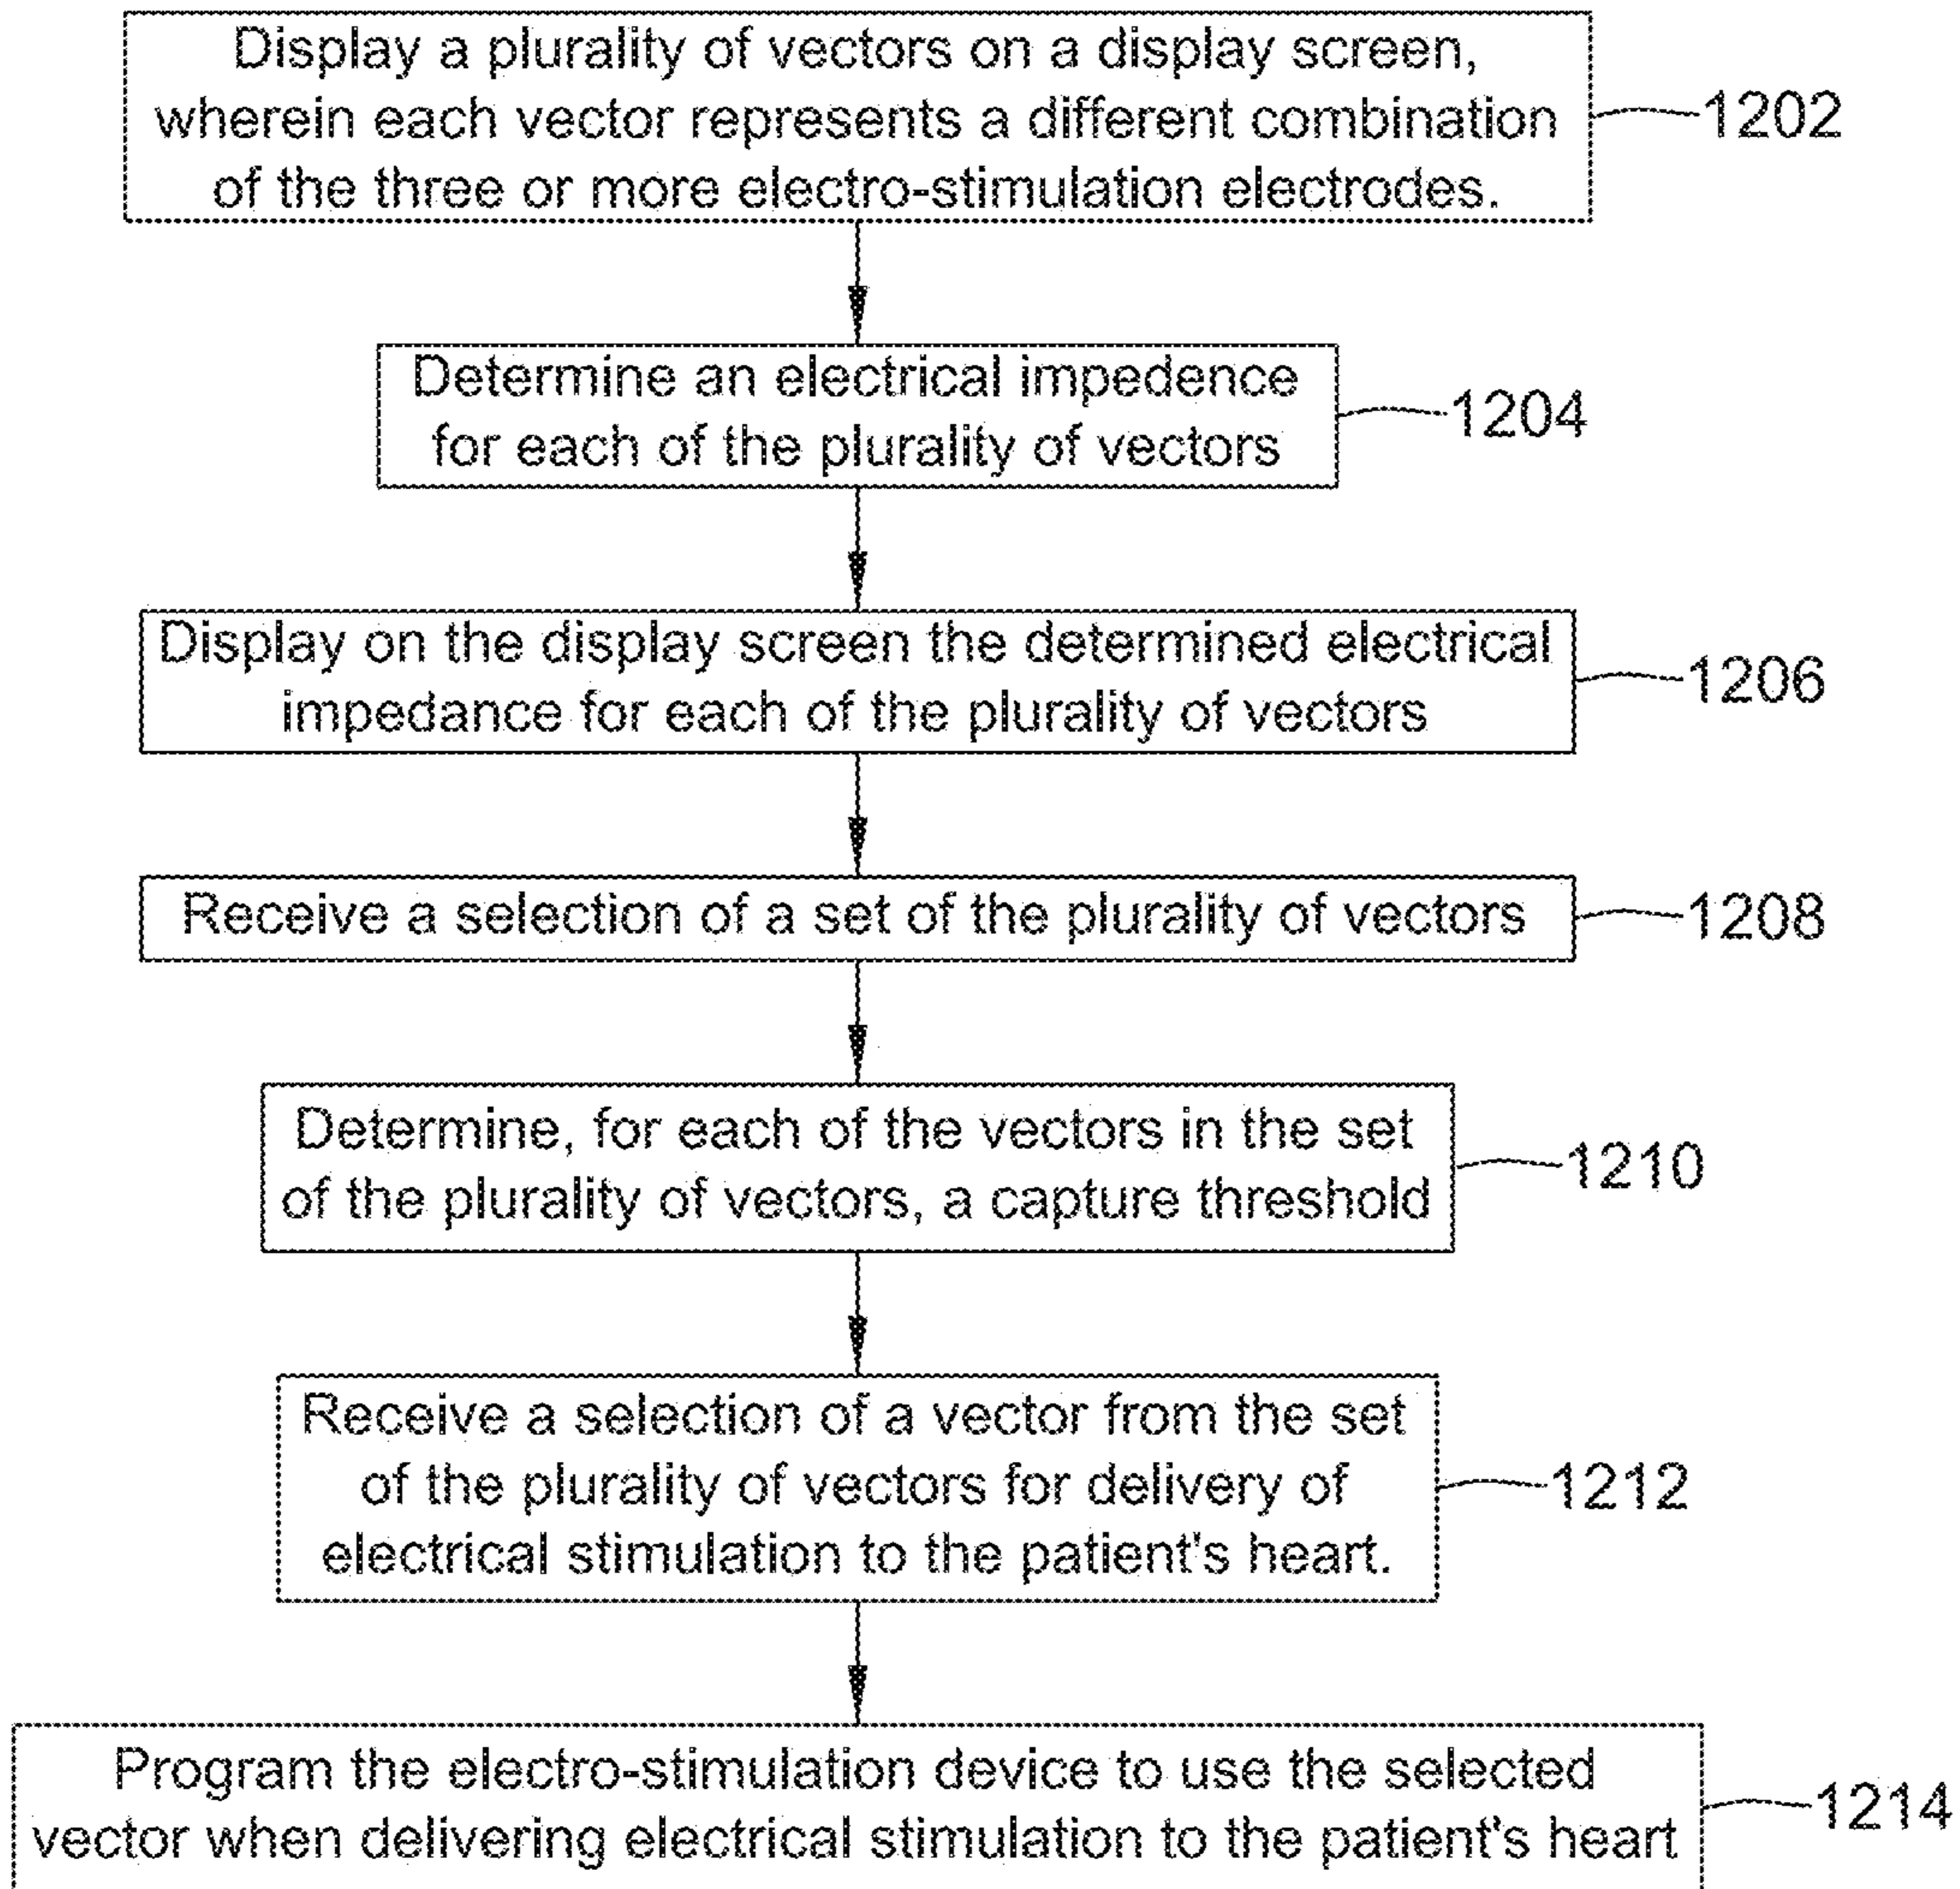 Display a plurality of vectors on a display screen,
wherein each vector represents a different combination
of the three or more electro-stimulation electrodes.
1202
Determine an electrical impedence
for each of the plurality of vectors
1204
Display on the display screen the determined electrical
impedance for each of the plurality of vectors
1206
Receive a selection of a set of the plurality of vectors
1208
Determine, for each of the vectors in the set
of the plurality of vectors, a capture threshold
1210
Receive a selection of a vector from the set
of the plurality of vectors for delivery of
electrical stimulation to the patient's heart.
1212
Program the electro-stimulation device to use the selected
vector when delivering electrical stimulation to the patient's heart
1214